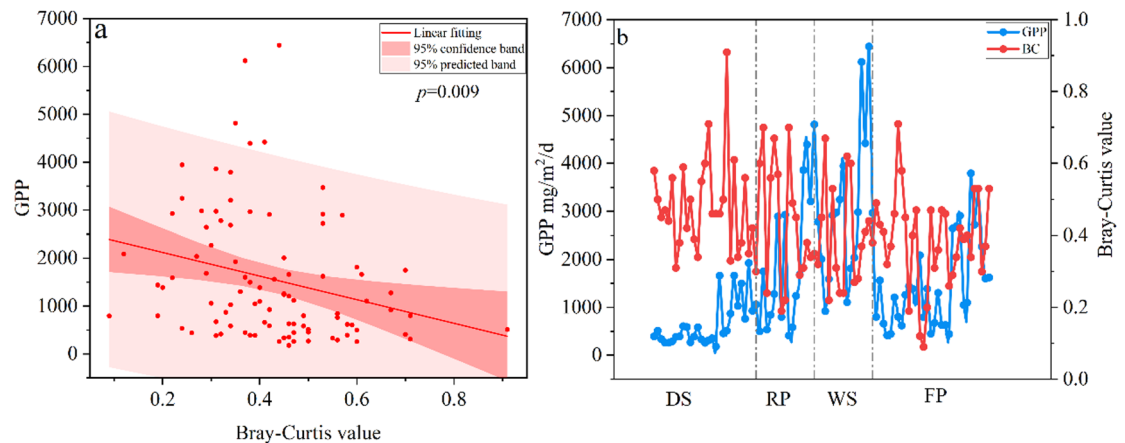 a
Linear fitting
95% confidence band
95% predicted band
p=0.009
7000
6000
5000
4000
3000
2000
1000
0
GPP
0.2
0.4
0.6
0.8
Bray-Curtis value
b
GPP
BC
7000
6000
5000
4000
3000
2000
1000
0
GPP mg/m²/d
1.0
0.8
0.6
0.4
0.2
0.0
Bray-Curtis value
DS
RP
WS
FP